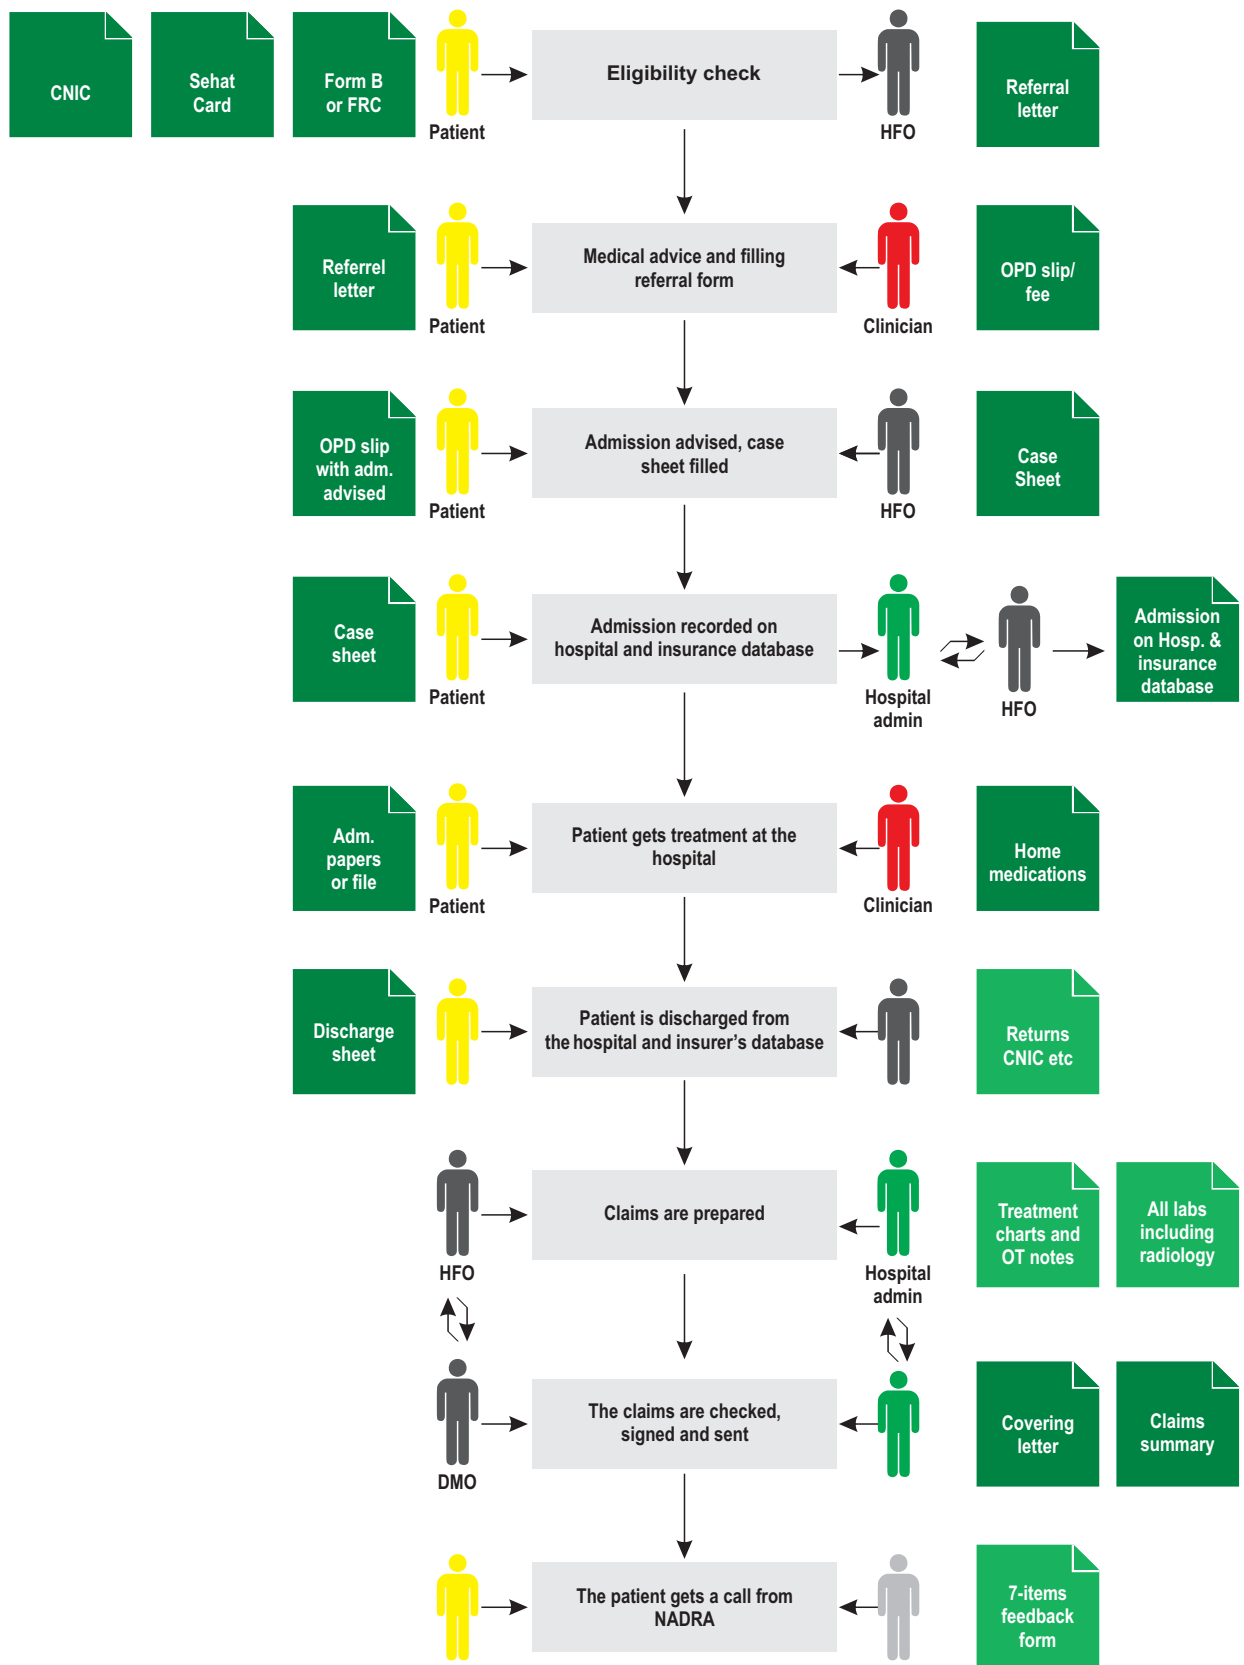 CNIC
Sehat
Card
Form B
or FRC
Patient
Eligibility check
HFO
Referral
letter
Referrel
letter
Patient
Medical advice and filling
referral form
Clinician
OPD slip/
fee
OPD slip
with adm.
advised
Patient
Admission advised, case
sheet filled
HFO
Case
Sheet
Case
sheet
Patient
Admission recorded on
hospital and insurance database
Hospital
admin
HFO
Admission
on Hosp. &
insurance
database
Adm.
papers
or file
Patient
Patient gets treatment at the
hospital
Clinician
Home
medications
Discharge
sheet
Patient is discharged from
the hospital and insurer's database
Returns
CNIC etc
HFO
Claims are prepared
Hospital
admin
Treatment
charts and
OT notes
All labs
including
radiology
DMO
The claims are checked,
signed and sent
Covering
letter
Claims
summary
The patient gets a call from
NADRA
7-items
feedback
form